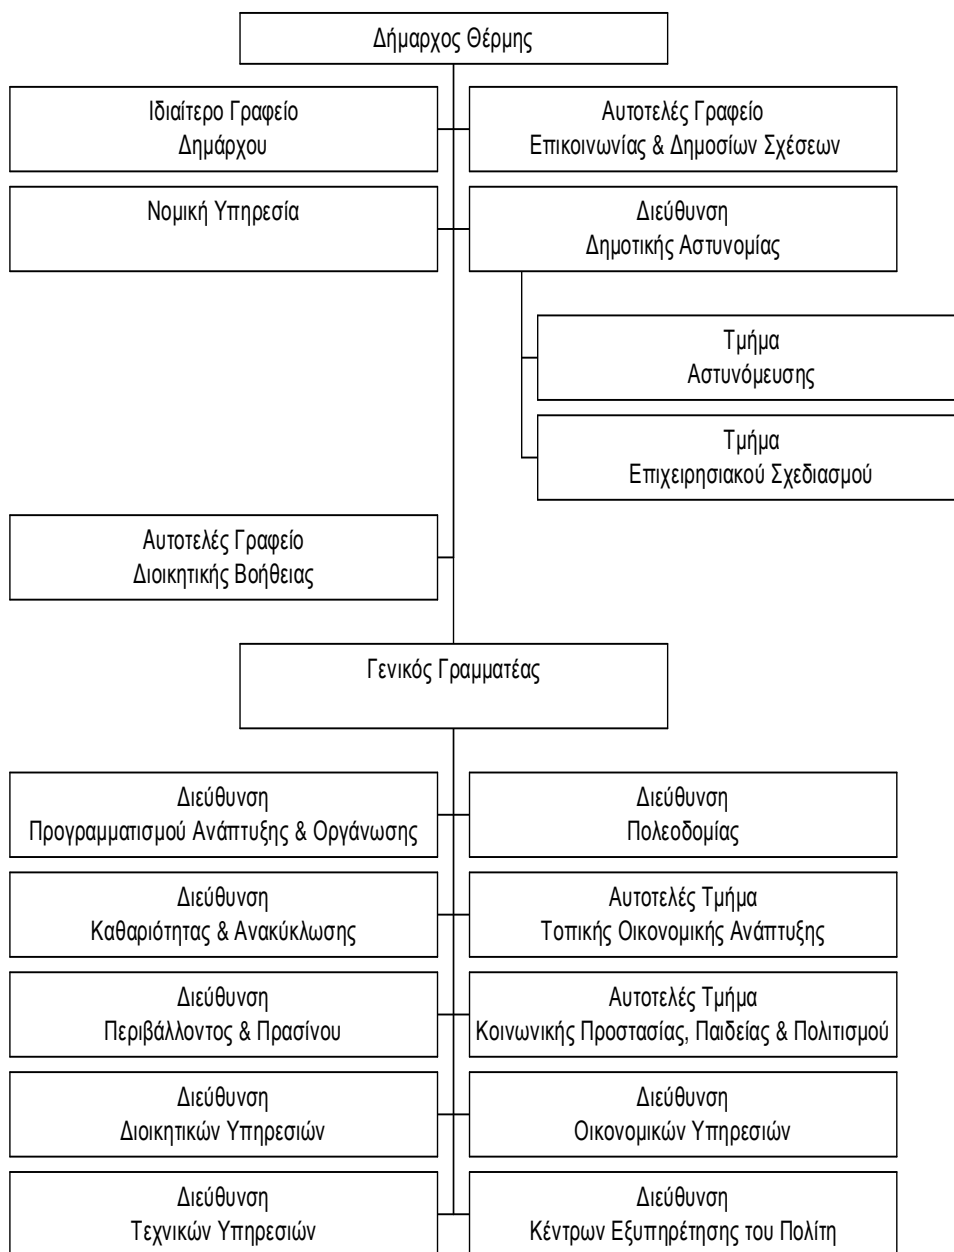 Δήμαρχος Θέρμης
Ιδιαίτερο Γραφείο
Δημάρχου
Αυτοτελές Γραφείο
Επικοινωνίας & Δημοσίων Σχέσεων
Νομική Υπηρεσία
Διεύθυνση
Δημοτικής Αστυνομίας
Τμήμα
Αστυνόμευσης
Τμήμα
Επιχειρησιακού Σχεδιασμού
Αυτοτελές Γραφείο
Διοικητικής Βοήθειας
Γενικός Γραμματέας
Διεύθυνση
Προγραμματισμού Ανάπτυξης & Οργάνωσης
Διεύθυνση
Πολεοδομίας
Διεύθυνση
Καθαριότητας & Ανακύκλωσης
Αυτοτελές Τμήμα
Τοπικής Οικονομικής Ανάπτυξης
Διεύθυνση
Περιβάλλοντος & Πρασίνου
Αυτοτελές Τμήμα
Κοινωνικής Προστασίας, Παιδείας & Πολιτισμού
Διεύθυνση
Διοικητικών Υπηρεσιών
Διεύθυνση
Οικονομικών Υπηρεσιών
Διεύθυνση
Τεχνικών Υπηρεσιών
Διεύθυνση
Κέντρων Εξυπηρέτησης του Πολίτη